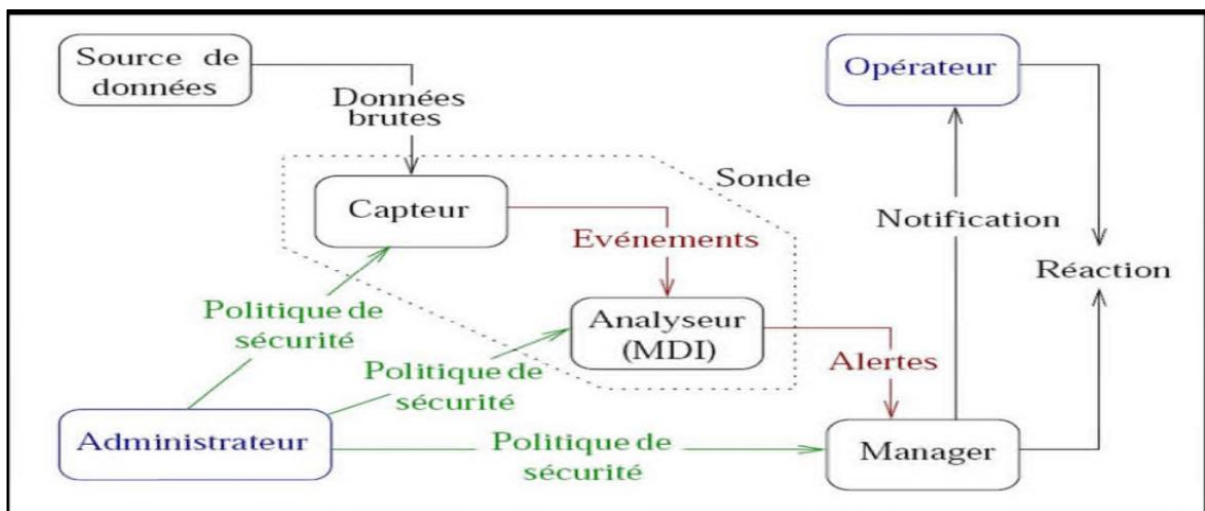 Source de
données
Opérateur
Données
brutes
Sonde
Capteur
Notification
Evénements
Réaction
Politique de
sécurité
Analyseur
(MDI)
Politique de
sécurité
Alertes
Administrateur
Politique de
sécurité
Manager